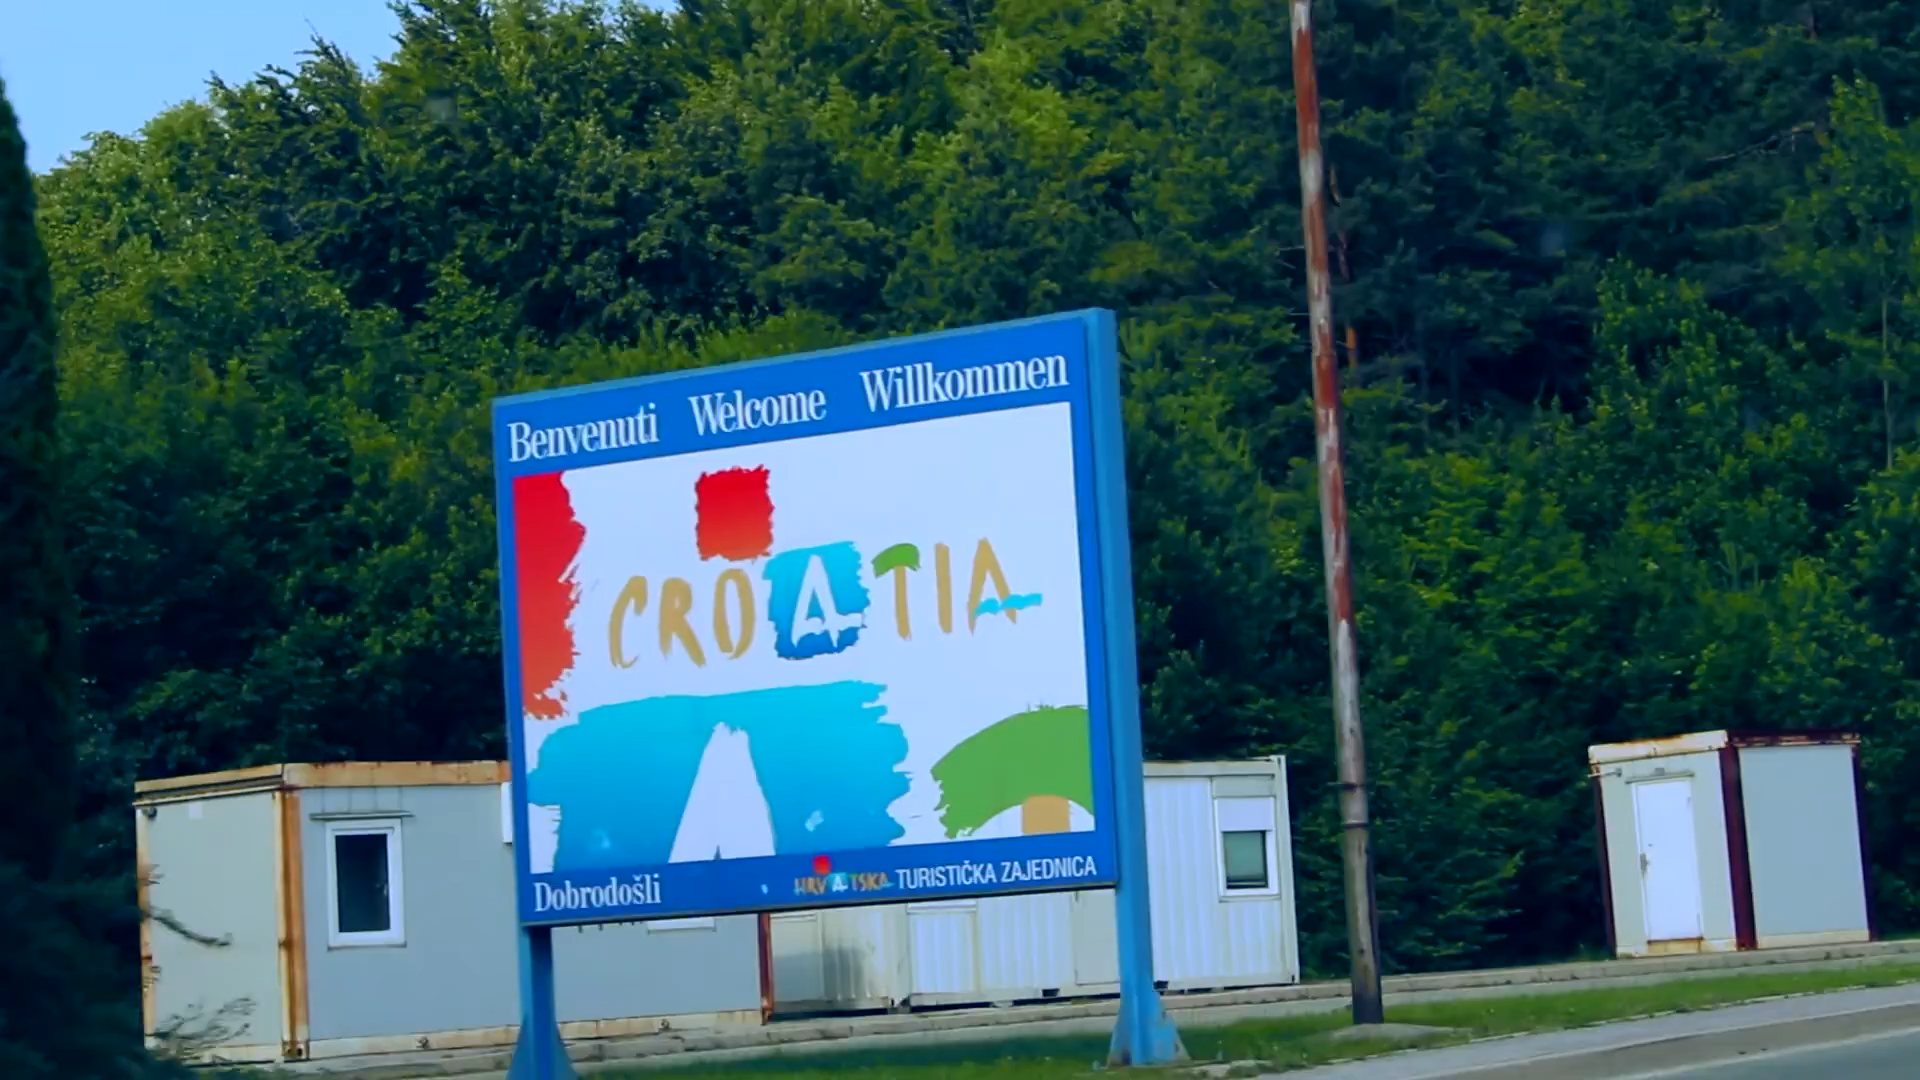 Benvenuti Welcome Willkommen
CROATIA
Dobrodošli
HRVATSKA TURISTIČKA ZAJEDNICA